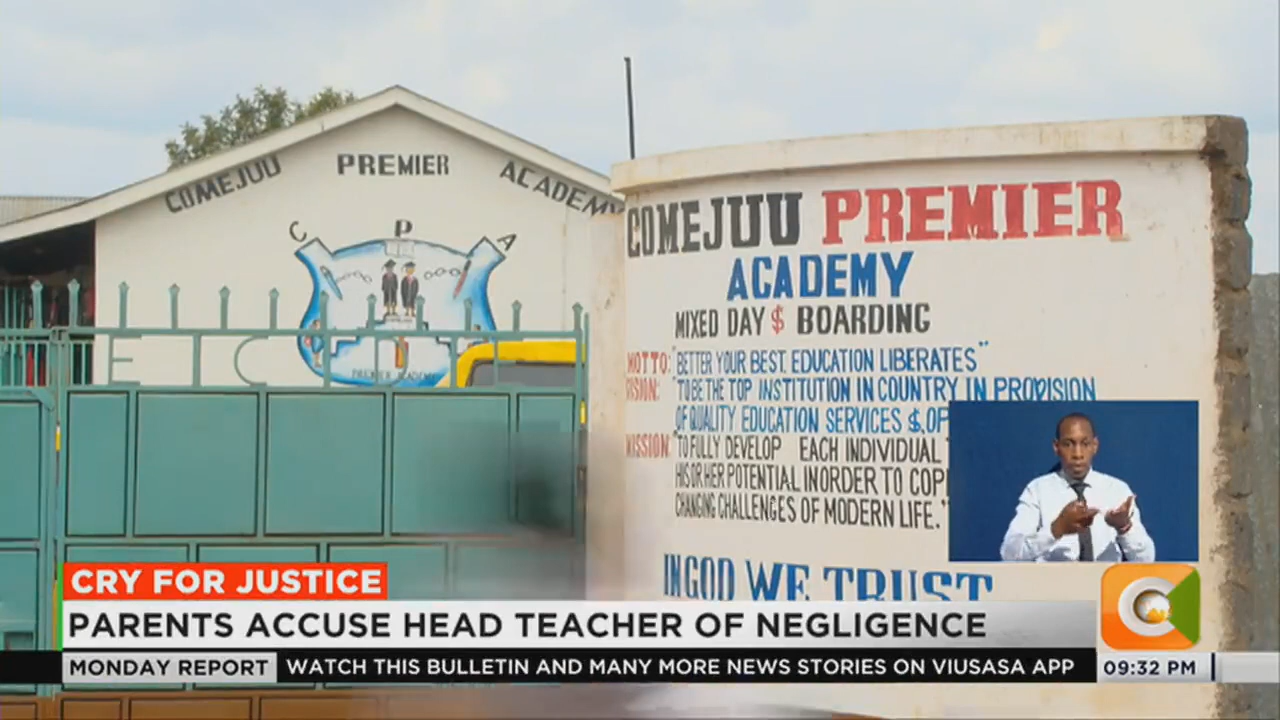 COMEJUU PREMIER ACADEMY
C P A
PREMIER ACADEMY
COMEJUU PREMIER
ACADEMY
MIXED DAY $ BOARDING
MOTTO: "BETTER YOUR BEST. EDUCATION LIBERATES"
VISION: "TO BE THE TOP INSTITUTION IN COUNTRY IN PROVISION
OF QUALITY EDUCATION SERVICES $,OP
MISSION: "TO FULLY DEVELOP EACH INDIVIDUAL
HIS OR HER POTENTIAL INORDER TO COP
CHANGING CHALLENGES OF MODERN LIFE."
IN GOD WE TRUST
CRY FOR JUSTICE
PARENTS ACCUSE HEAD TEACHER OF NEGLIGENCE
MONDAY REPORT WATCH THIS BULLETIN AND MANY MORE NEWS STORIES ON VIUSASA APP 09:32 PM